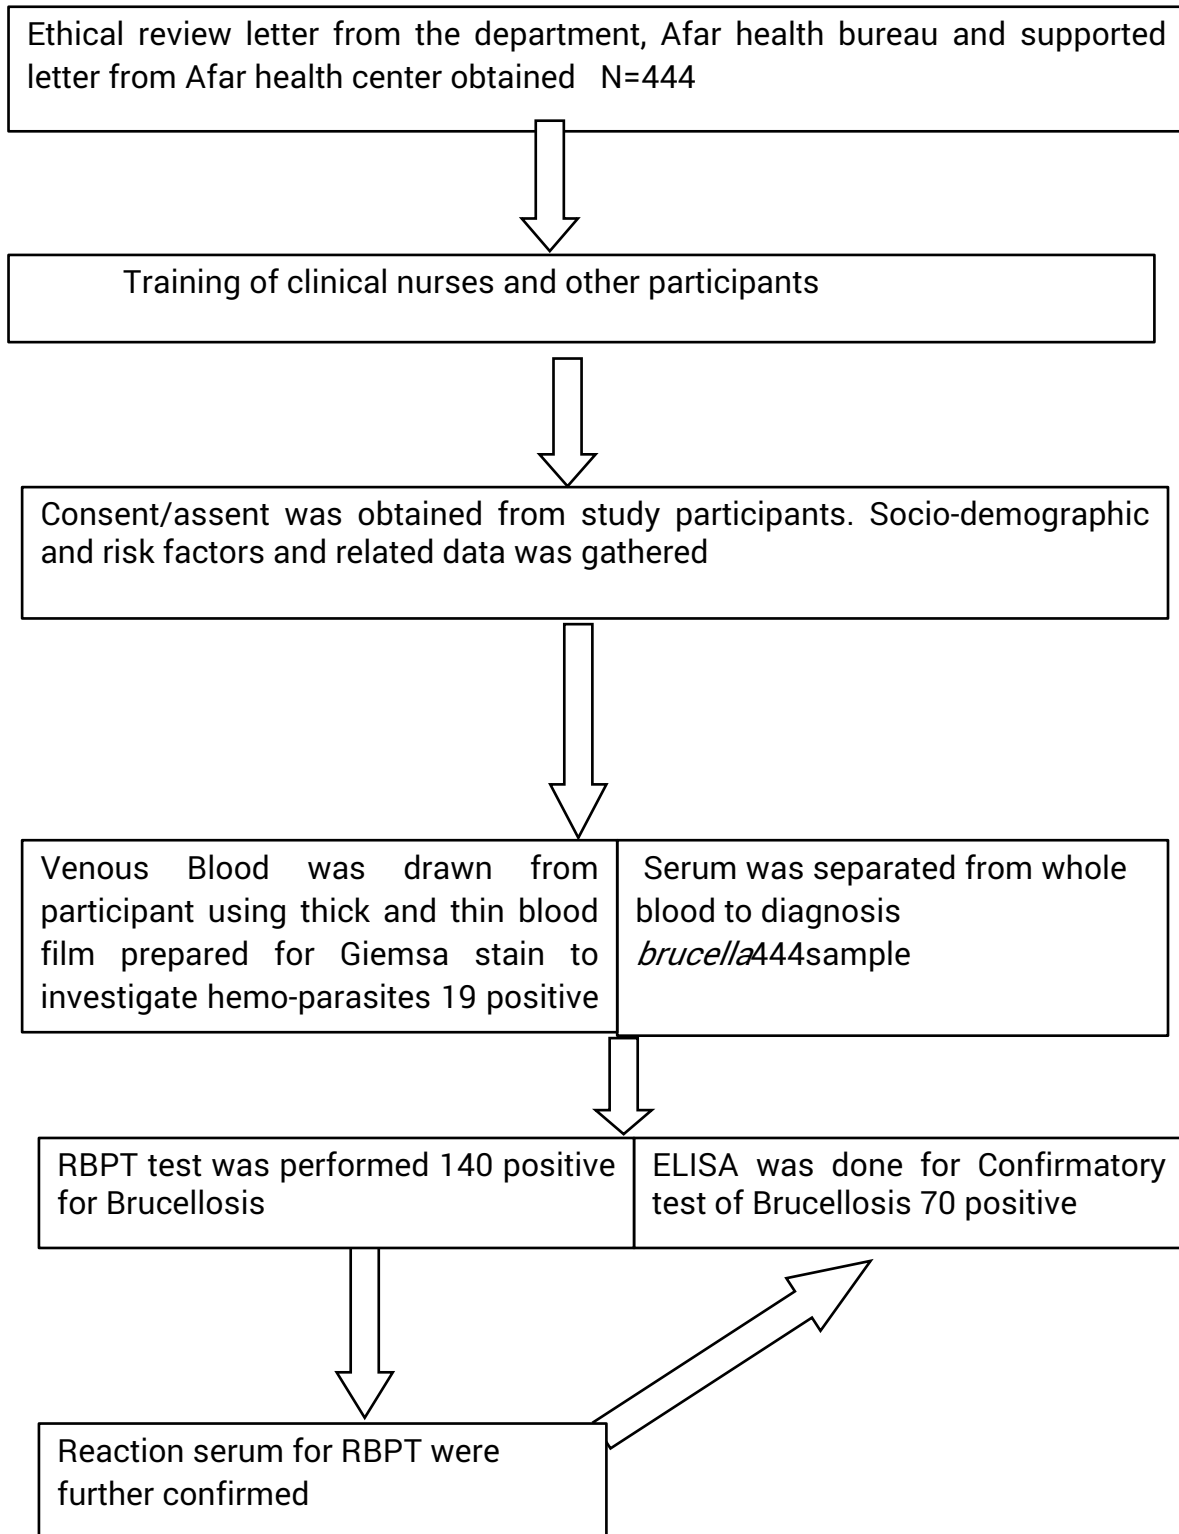 Ethical review letter from the department, Afar health bureau and supported
letter from Afar health center obtained N=444
Training of clinical nurses and other participants
Consent/assent was obtained from study participants. Socio-demographic
and risk factors and related data was gathered
Venous Blood was drawn from
participant using thick and thin blood
film prepared for Giemsa stain to
investigate hemo-parasites 19 positive
Serum was separated from whole
blood to diagnosis
brucella444sample
RBPT test was performed 140 positive
for Brucellosis
ELISA was done for Confirmatory
test of Brucellosis 70 positive
Reaction serum for RBPT were
further confirmed